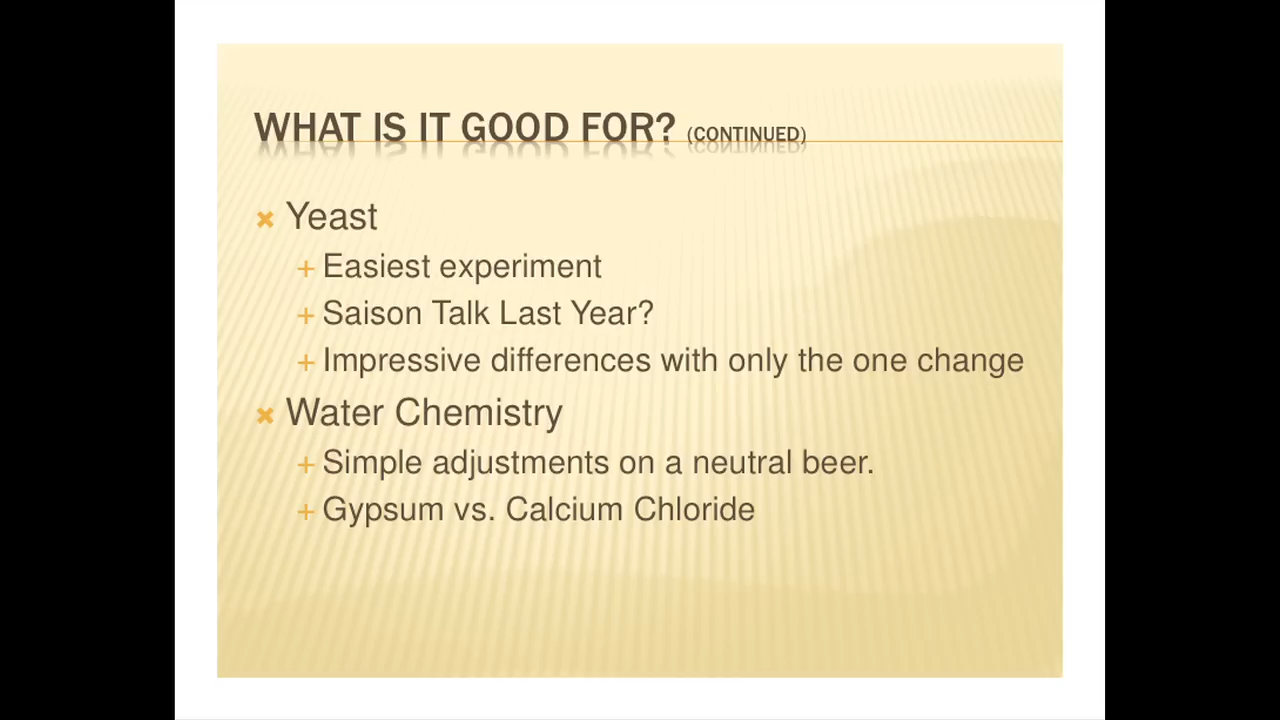 WHAT IS IT GOOD FOR? (CONTINUED)
Yeast
Easiest experiment
Saison Talk Last Year?
Impressive differences with only the one change
Water Chemistry
Simple adjustments on a neutral beer.
Gypsum vs. Calcium Chloride